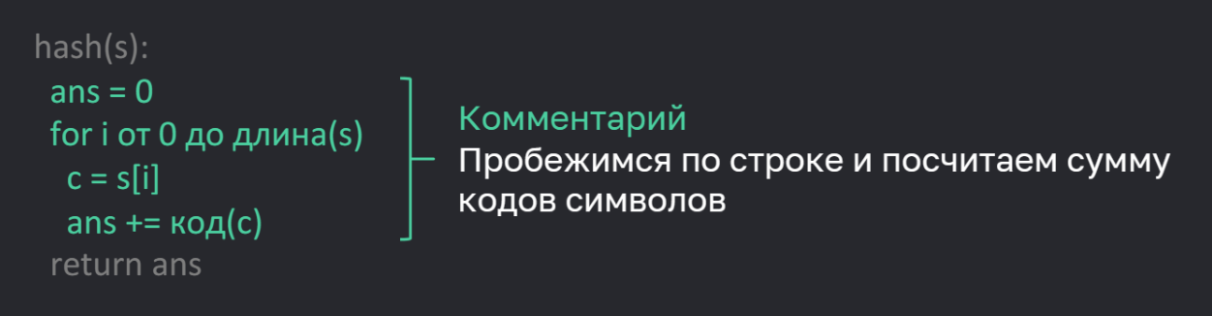 hash(s):
ans = 0
for i от 0 до длина(s)
c = s[i]
ans += код(c)
return ans
Комментарий
Пробежимся по строке и посчитаем сумму
кодов символов